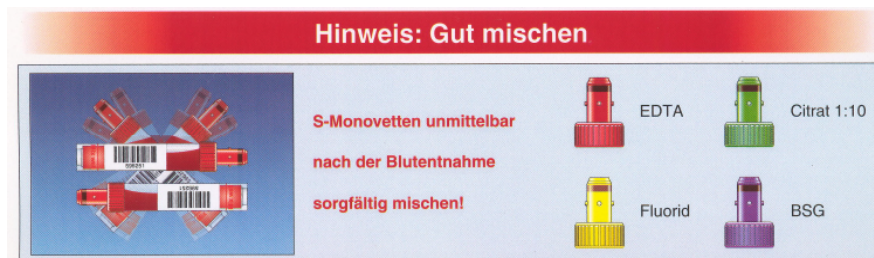 Hinweis: Gut mischen
S-Monovetten unmittelbar
nach der Blutentnahme
sorgfältig mischen!
EDTA
Citrat 1:10
Fluorid
BSG